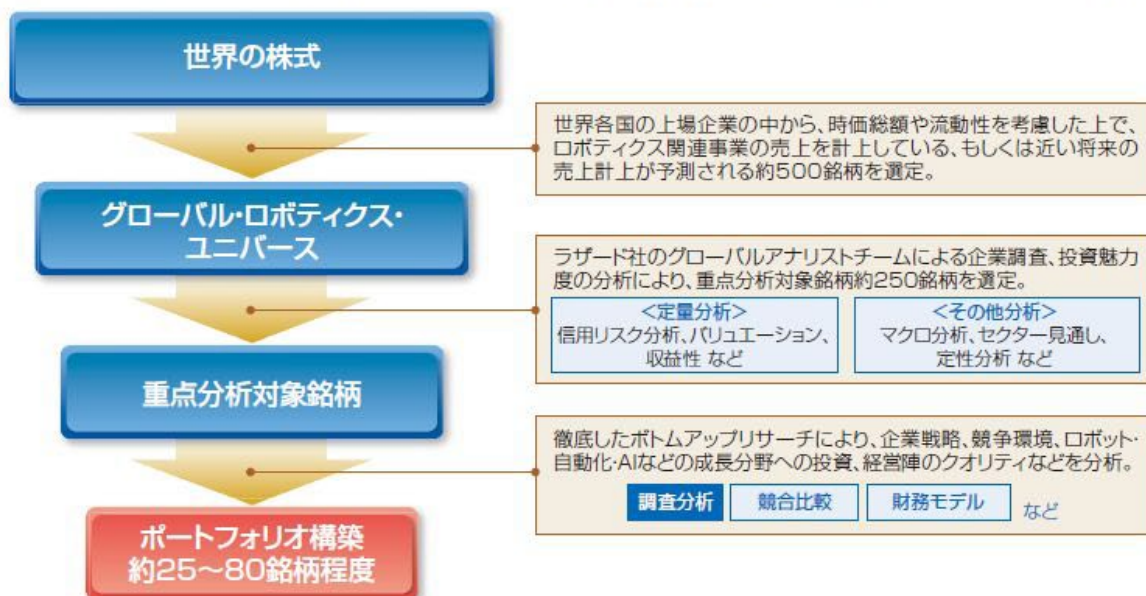 世界の株式
世界各国の上場企業の中から、時価総額や流動性を考慮した上で、
ロボティクス関連事業の売上を計上している、もしくは近い将来の
売上計上が予測される約500銘柄を選定。
グローバル・ロボティクス・
ユニバース
ラザード社のグローバルアナリストチームによる企業調査、投資魅力
度の分析により、重点分析対象銘柄約250銘柄を選定。
<定量分析>
信用リスク分析、バリュエーション、
収益性 など
<その他分析>
マクロ分析、セクター見通し、
定性分析 など
重点分析対象銘柄
徹底したボトムアップリサーチにより、企業戦略、競争環境、ロボット・
自動化・AIなどの成長分野への投資、経営陣のクオリティなどを分析。
調査分析
競合比較
財務モデル
など
ポートフォリオ構築
約25〜80銘柄程度